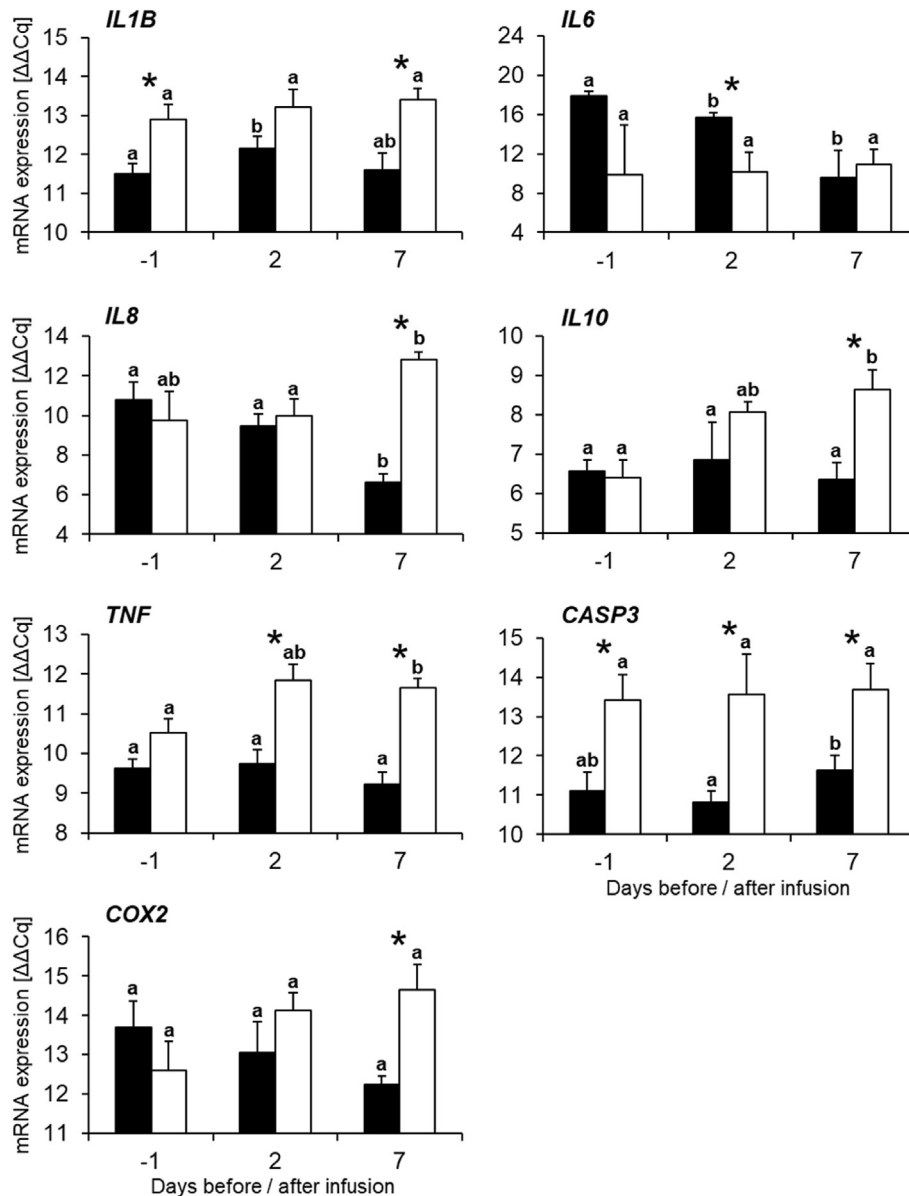 IL1B
mRNA expression [ΔΔCq]
15
14
13
12
11
10
* a a b a * ab a
-1 2 7
IL6
24
20
16
12
8
4
a a b * a b a
-1 2 7
IL8
mRNA expression [ΔΔCq]
14
12
10
8
6
4
a ab a a b * b
-1 2 7
IL10
10
9
8
7
6
5
a a a ab a * b
-1 2 7
TNF
mRNA expression [ΔΔCq]
13
12
11
10
9
8
a a a * ab a * b
-1 2 7
CASP3
15
14
13
12
11
10
ab * a a * a b * a
-1 2 7
Days before / after infusion
COX2
mRNA expression [ΔΔCq]
16
15
14
13
12
11
a a a a a * a
-1 2 7
Days before / after infusion